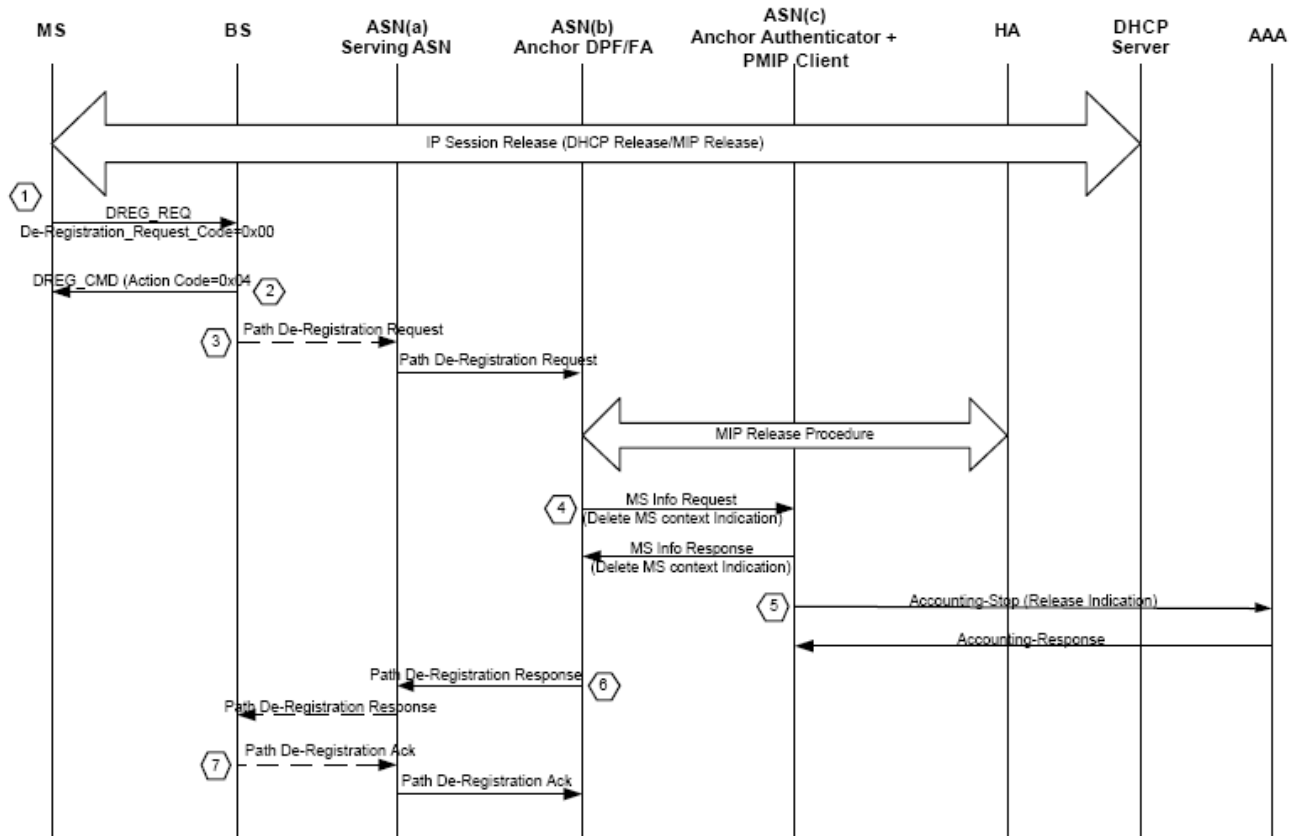 MS
BS
ASN(a)
Serving ASN
ASN(b)
Anchor DPF/FA
ASN(c)
Anchor Authenticator +
PMIP Client
HA
DHCP
Server
AAA
IP Session Release (DHCP Release/MIP Release)
1
DREG_REQ
De-Registration_Request_Code=0x00
DREG_CMD (Action Code=0x04
2
3
Path De-Registration Request
Path De-Registration Request
MIP Release Procedure
4
MS Info Request
(Delete MS context Indication)
MS Info Response
(Delete MS context Indication)
5
Accounting-Stop (Release Indication)
Accounting-Response
Path De-Registration Response
6
Path De-Registration Response
7
Path De-Registration Ack
Path De-Registration Ack